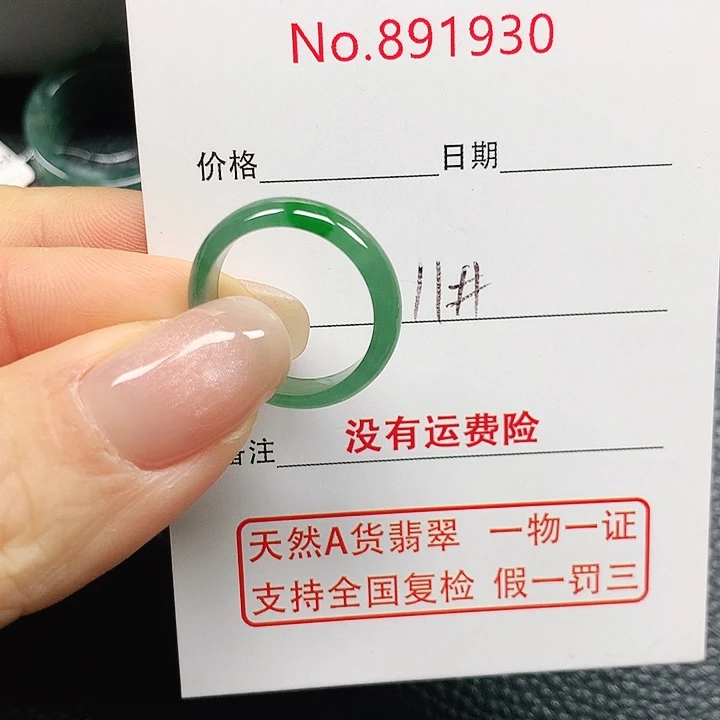 No.891930
价格 日期
11#
没有运费险
备注
天然A货翡翠 一物一证
支持全国复检 假一罚三